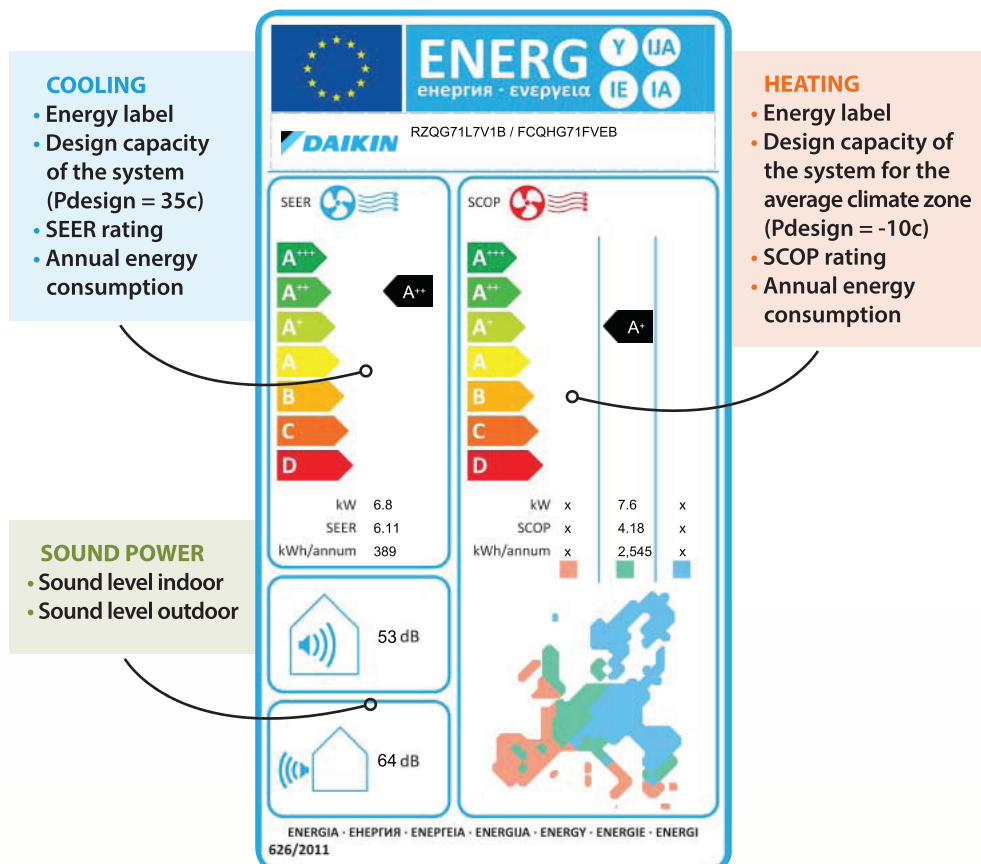 ENERG Y IJA
енергия · ενεργεια IE IA
DAIKIN RZQG71L7V1B / FCQHG71FVEB
COOLING
• Energy label
• Design capacity
of the system
(Pdesign = 35c)
• SEER rating
• Annual energy
consumption
SEER
A+++
A++
A+
A
B
C
D
A++
kW 6.8
SEER 6.11
kWh/annum 389
SCOP
A+++
A++
A+
A
B
C
D
A+
kW x 7.6 x
SCOP x 4.18 x
kWh/annum x 2,545 x
HEATING
• Energy label
• Design capacity of
the system for the
average climate zone
(Pdesign = -10c)
• SCOP rating
• Annual energy
consumption
SOUND POWER
• Sound level indoor
• Sound level outdoor
53 dB
64 dB
ENERGIA · ЕНЕРГИЯ · ΕΝΕΡΓΕΙΑ · ENERGIJA · ENERGY · ENERGIE · ENERGI
626/2011